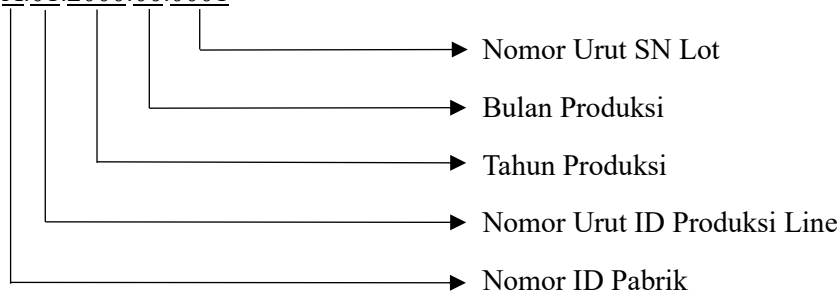 Nomor Urut SN Lot
Bulan Produksi
Tahun Produksi
Nomor Urut ID Produksi Line
Nomor ID Pabrik